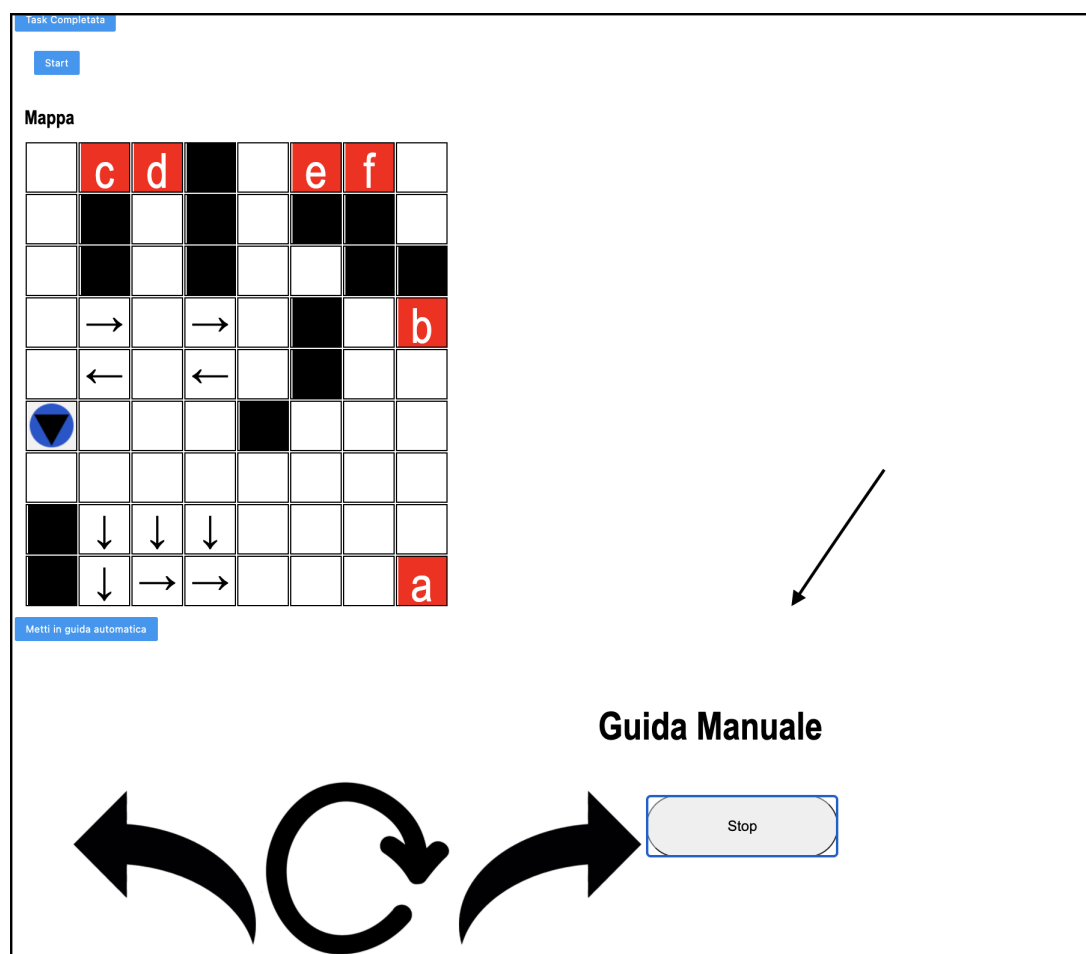 Task Completata
Start
Mappa
c d e f
→ → b
← ←
↓ ↓ ↓
↓ → → a
Metti in guida automatica
Guida Manuale
Stop